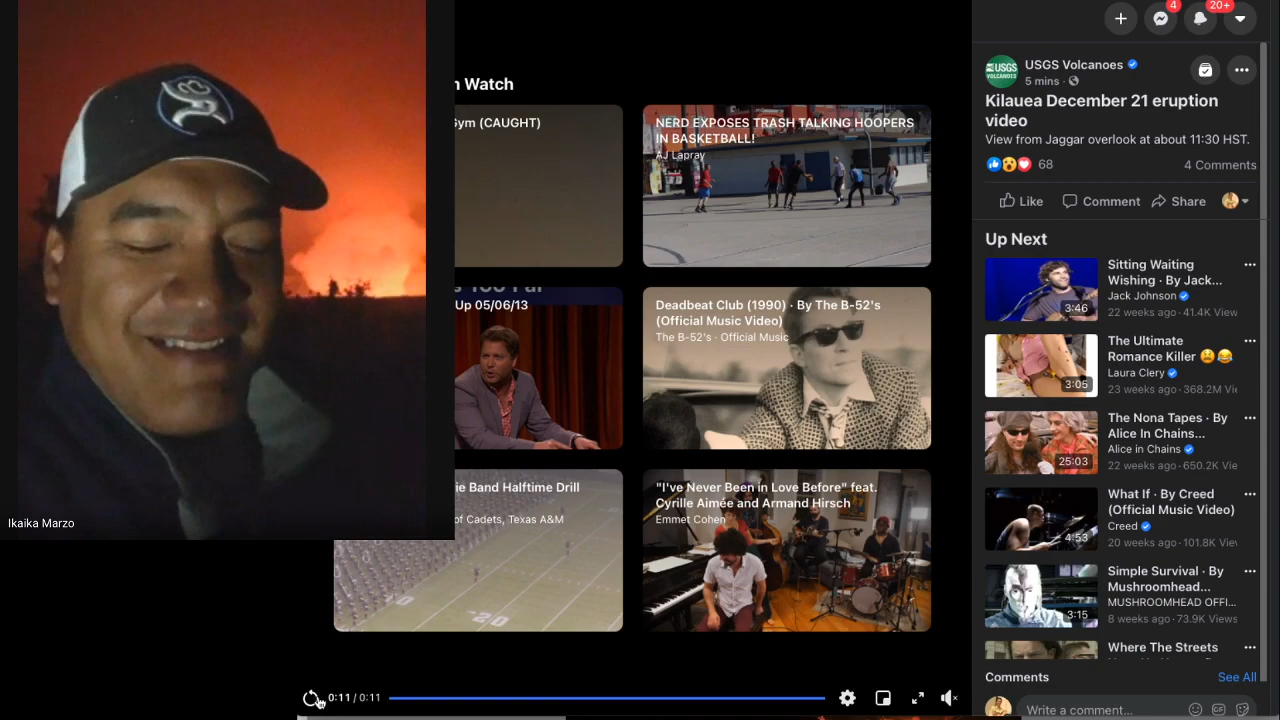 Ikaika Marzo
Watch
Gym (CAUGHT)
NERD EXPOSES TRASH TALKING HOOPERS
IN BASKETBALL!
AJ Lapray
Up 05/06/13
Deadbeat Club (1990) · By The B-52's
(Official Music Video)
The B-52's · Official Music
Band Halftime Drill
of Cadets, Texas A&M
20
"I've Never Been in Love Before" feat.
Cyrille Aimée and Armand Hirsch
Emmet Cohen
0:11 / 0:11
4
20+
USGS
VOLCANOES
USGS Volcanoes
5 mins ·
Kilauea December 21 eruption
video
View from Jaggar overlook at about 11:30 HST.
68
4 Comments
Like
Comment
Share
Up Next
3:46
Sitting Waiting
Wishing · By Jack...
Jack Johnson
22 weeks ago · 41.4K View
3:05
The Ultimate
Romance Killer 😫😂
Laura Clery
23 weeks ago · 368.2M Vi
25:03
The Nona Tapes · By
Alice In Chains...
Alice in Chains
22 weeks ago · 650.2K Vie
4:53
What If · By Creed
(Official Music Video)
Creed
20 weeks ago · 101.8K Vie
3:15
Simple Survival · By
Mushroomhead...
MUSHROOMHEAD OFFI...
8 weeks ago · 73.9K Views
Where The Streets
Comments
See All
Write a comment...
GIF